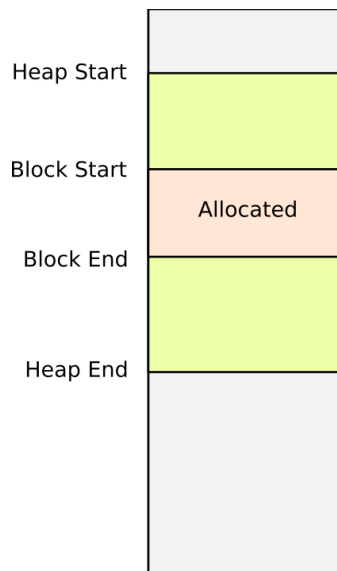 Heap Start
Block Start
Allocated
Block End
Heap End